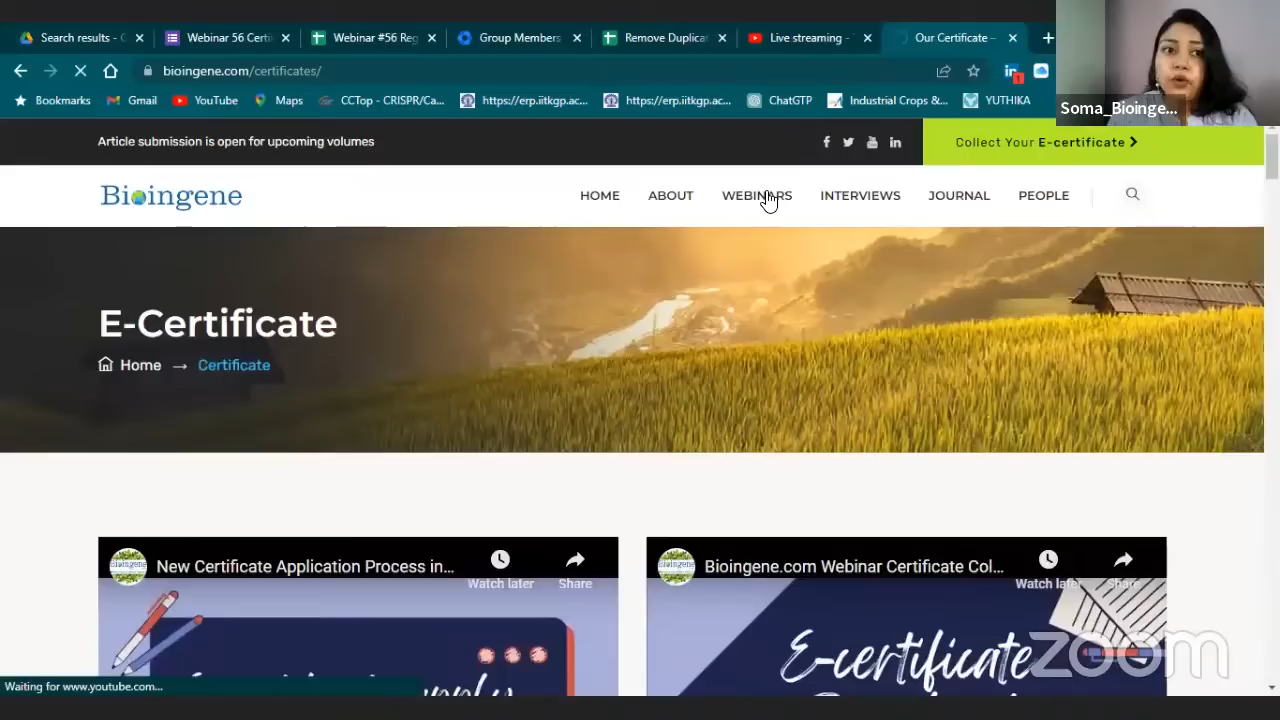 Search results - G
Webinar 56 Certi
Webinar #56 Reg
Group Members
Remove Duplicat
Live streaming -
Our Certificate –
bioingene.com/certificates/
Bookmarks
Gmail
YouTube
Maps
CCTop - CRISPR/Ca...
https://erp.iitkgp.ac...
https://erp.iitkgp.ac...
ChatGTP
Industrial Crops &...
YUTHIKA
Soma_Bioinge...
Article submission is open for upcoming volumes
Collect Your E-certificate
Bioingene
HOME
ABOUT
WEBINARS
INTERVIEWS
JOURNAL
PEOPLE
E-Certificate
Home → Certificate
New Certificate Application Process in...
Watch later
Share
Bioingene.com Webinar Certificate Col...
Watch later
Share
E-certificate
zoom
Waiting for www.youtube.com...